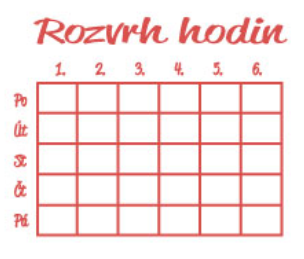 Rozvrh hodin
1. 2. 3. 4. 5. 6.
Po
Út
St
Čt
Pá